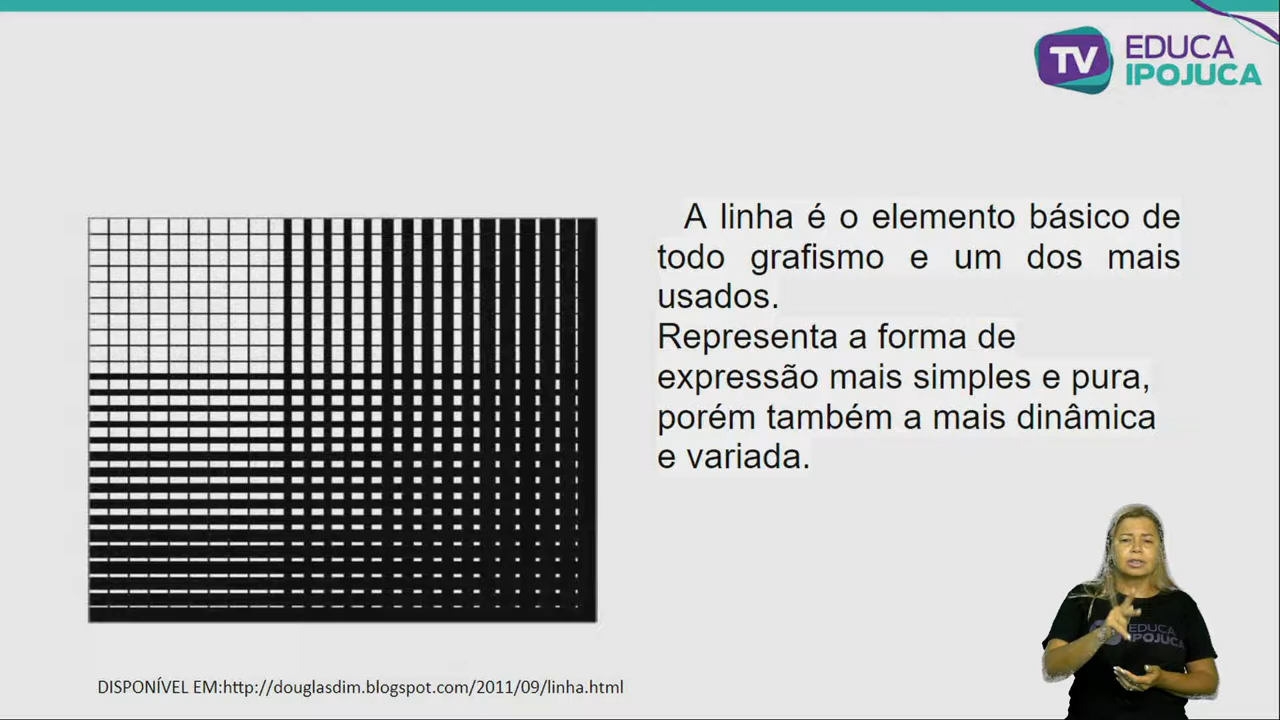 TV EDUCA
IPOJUCA
A linha é o elemento básico de
todo grafismo e um dos mais
usados.
Representa a forma de
expressão mais simples e pura,
porém também a mais dinâmica
e variada.
EDUCA
IPOJUCA
DISPONÍVEL EM:http://douglasdim.blogspot.com/2011/09/linha.html